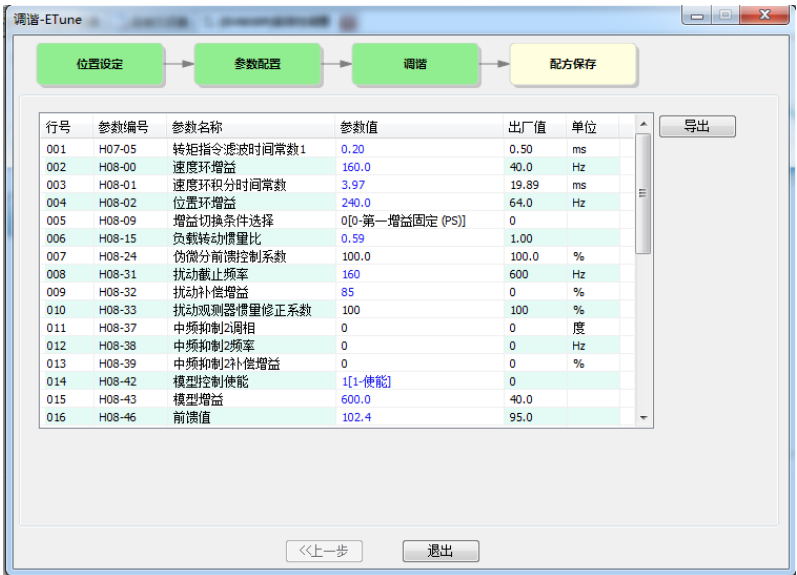 调谐-ETune
位置设定 参数配置 调谐 配方保存
行号 参数编号 参数名称 参数值 出厂值 单位 导出
001 H07-05 转矩指令滤波时间常数1 0.20 0.50 ms
002 H08-00 速度环增益 160.0 40.0 Hz
003 H08-01 速度环积分时间常数 3.97 19.89 ms
004 H08-02 位置环增益 240.0 64.0 Hz
005 H08-09 增益切换条件选择 0[0-第一增益固定 (PS)] 0
006 H08-15 负载转动惯量比 0.59 1.00
007 H08-24 伪微分前馈控制系数 100.0 100.0 %
008 H08-31 扰动截止频率 160 600 Hz
009 H08-32 扰动补偿增益 85 0 %
010 H08-33 扰动观测器惯量修正系数 100 100 %
011 H08-37 中频抑制2调相 0 0 度
012 H08-38 中频抑制2频率 0 0 Hz
013 H08-39 中频抑制2补偿增益 0 0 %
014 H08-42 模型控制使能 1[1-使能] 0
015 H08-43 模型增益 600.0 40.0
016 H08-46 前馈值 102.4 95.0
<<上一步 退出